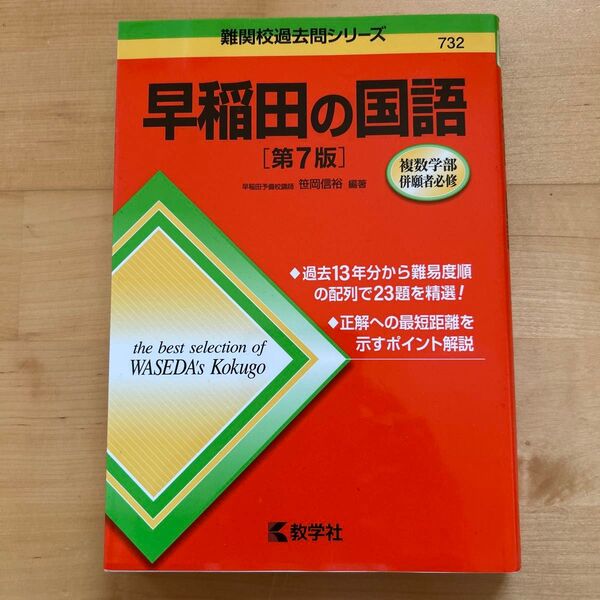 難関校過去問シリーズ
732
早稲田の国語
［第7版］
早稲田予備校講師 笹岡信裕 編著
複数学部
併願者必修
◆過去13年分から難易度順
の配列で23題を精選！
◆正解への最短距離を
示すポイント解説
the best selection of
WASEDA's Kokugo
教学社